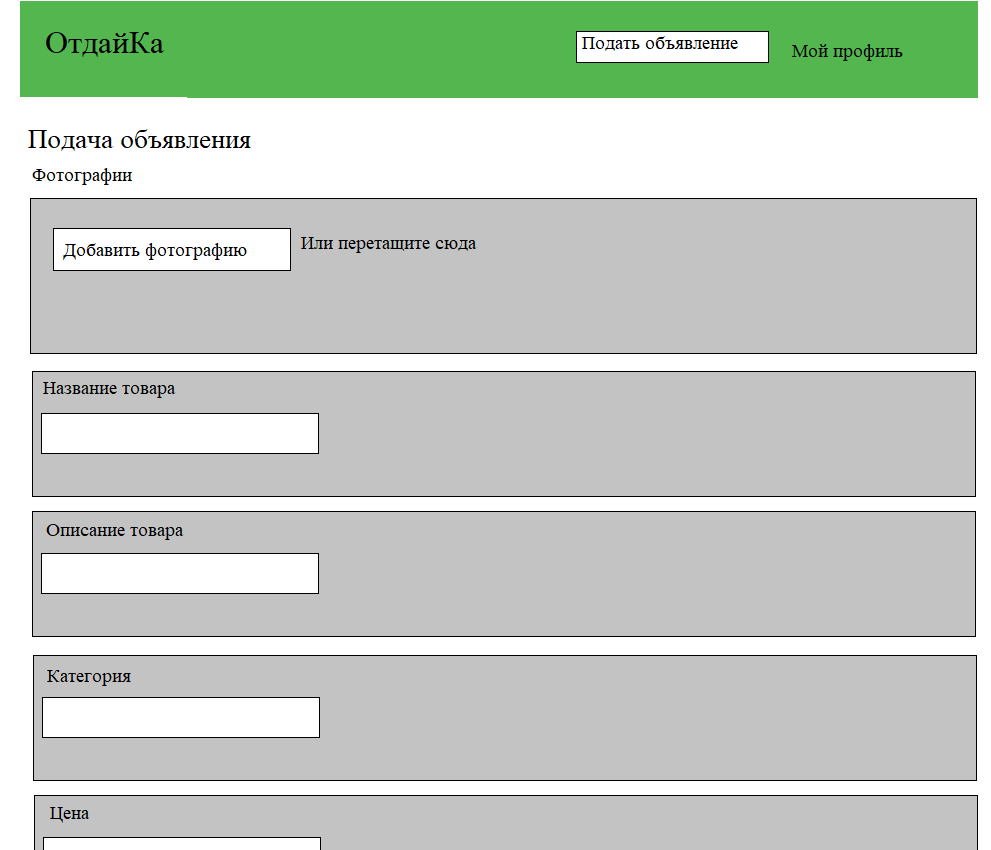 ОтдайКа
Подать объявление
Мой профиль
Подача объявления
Фотографии
Добавить фотографию
Или перетащите сюда
Название товара
Описание товара
Категория
Цена